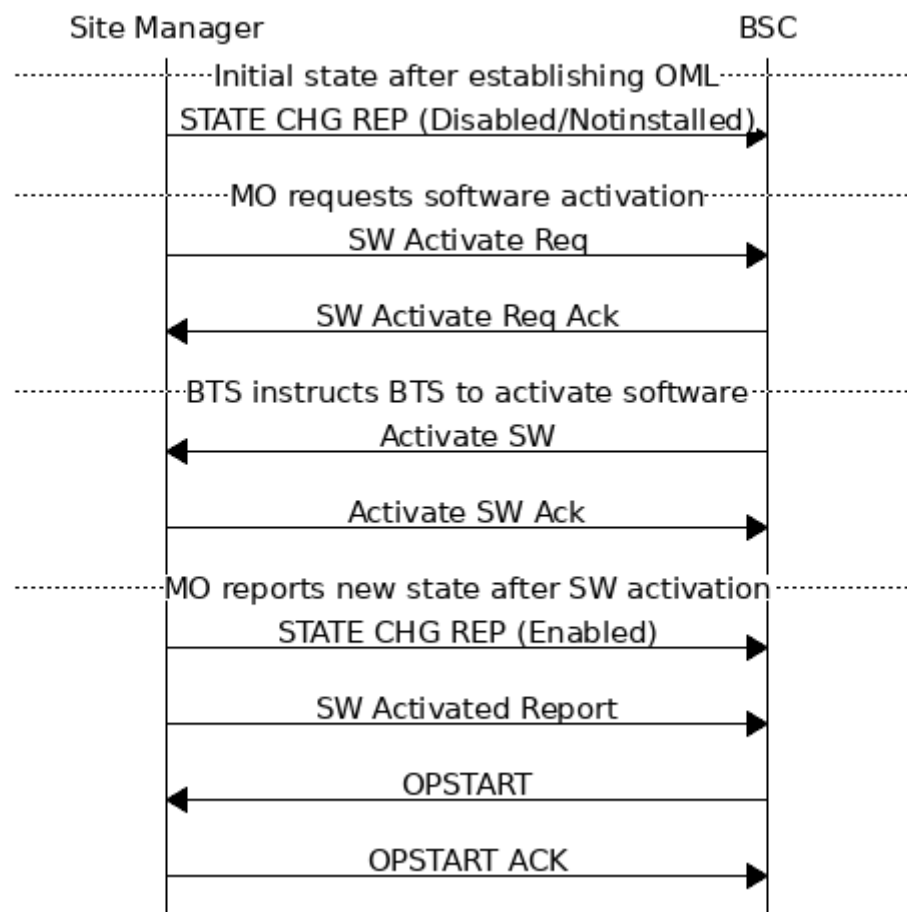 Site Manager BSC
Initial state after establishing OML
STATE CHG REP (Disabled/Notinstalled)
MO requests software activation
SW Activate Req
SW Activate Req Ack
BTS instructs BTS to activate software
Activate SW
Activate SW Ack
MO reports new state after SW activation
STATE CHG REP (Enabled)
SW Activated Report
OPSTART
OPSTART ACK